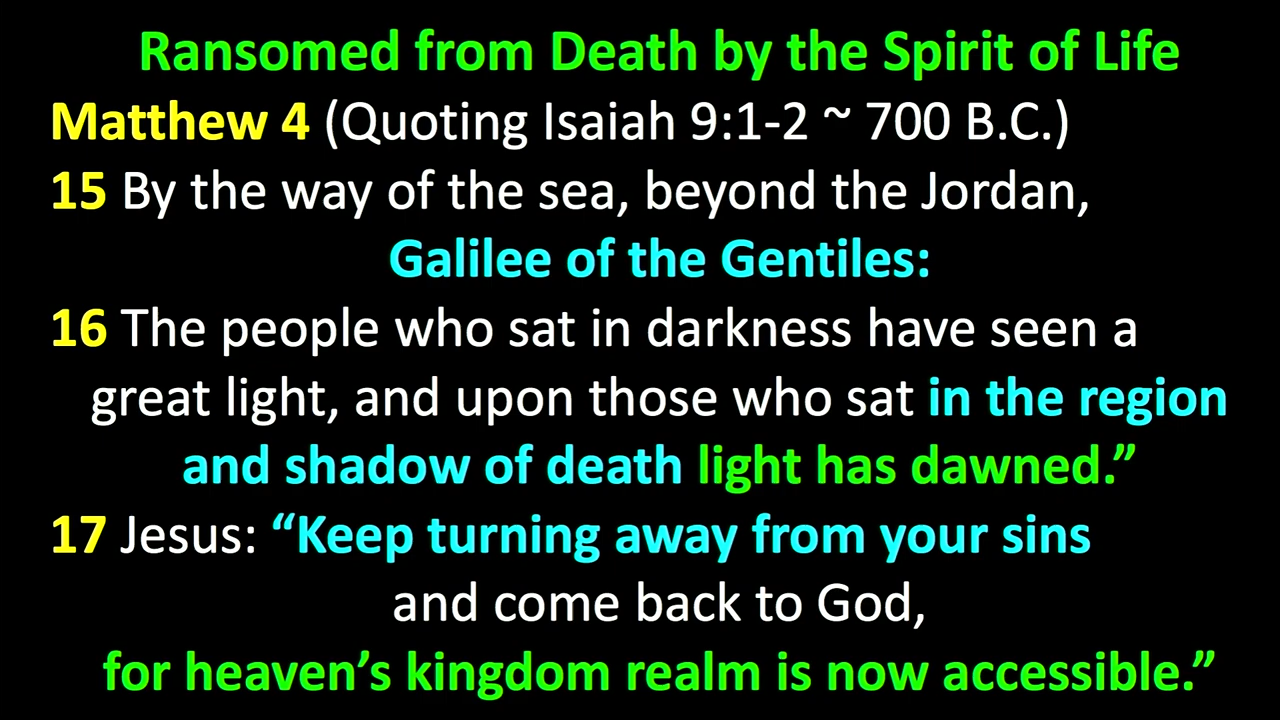 Ransomed from Death by the Spirit of Life
Matthew 4 (Quoting Isaiah 9:1-2 ~ 700 B.C.)
15 By the way of the sea, beyond the Jordan,
Galilee of the Gentiles:
16 The people who sat in darkness have seen a
great light, and upon those who sat in the region
and shadow of death light has dawned.”
17 Jesus: “Keep turning away from your sins
and come back to God,
for heaven’s kingdom realm is now accessible.”